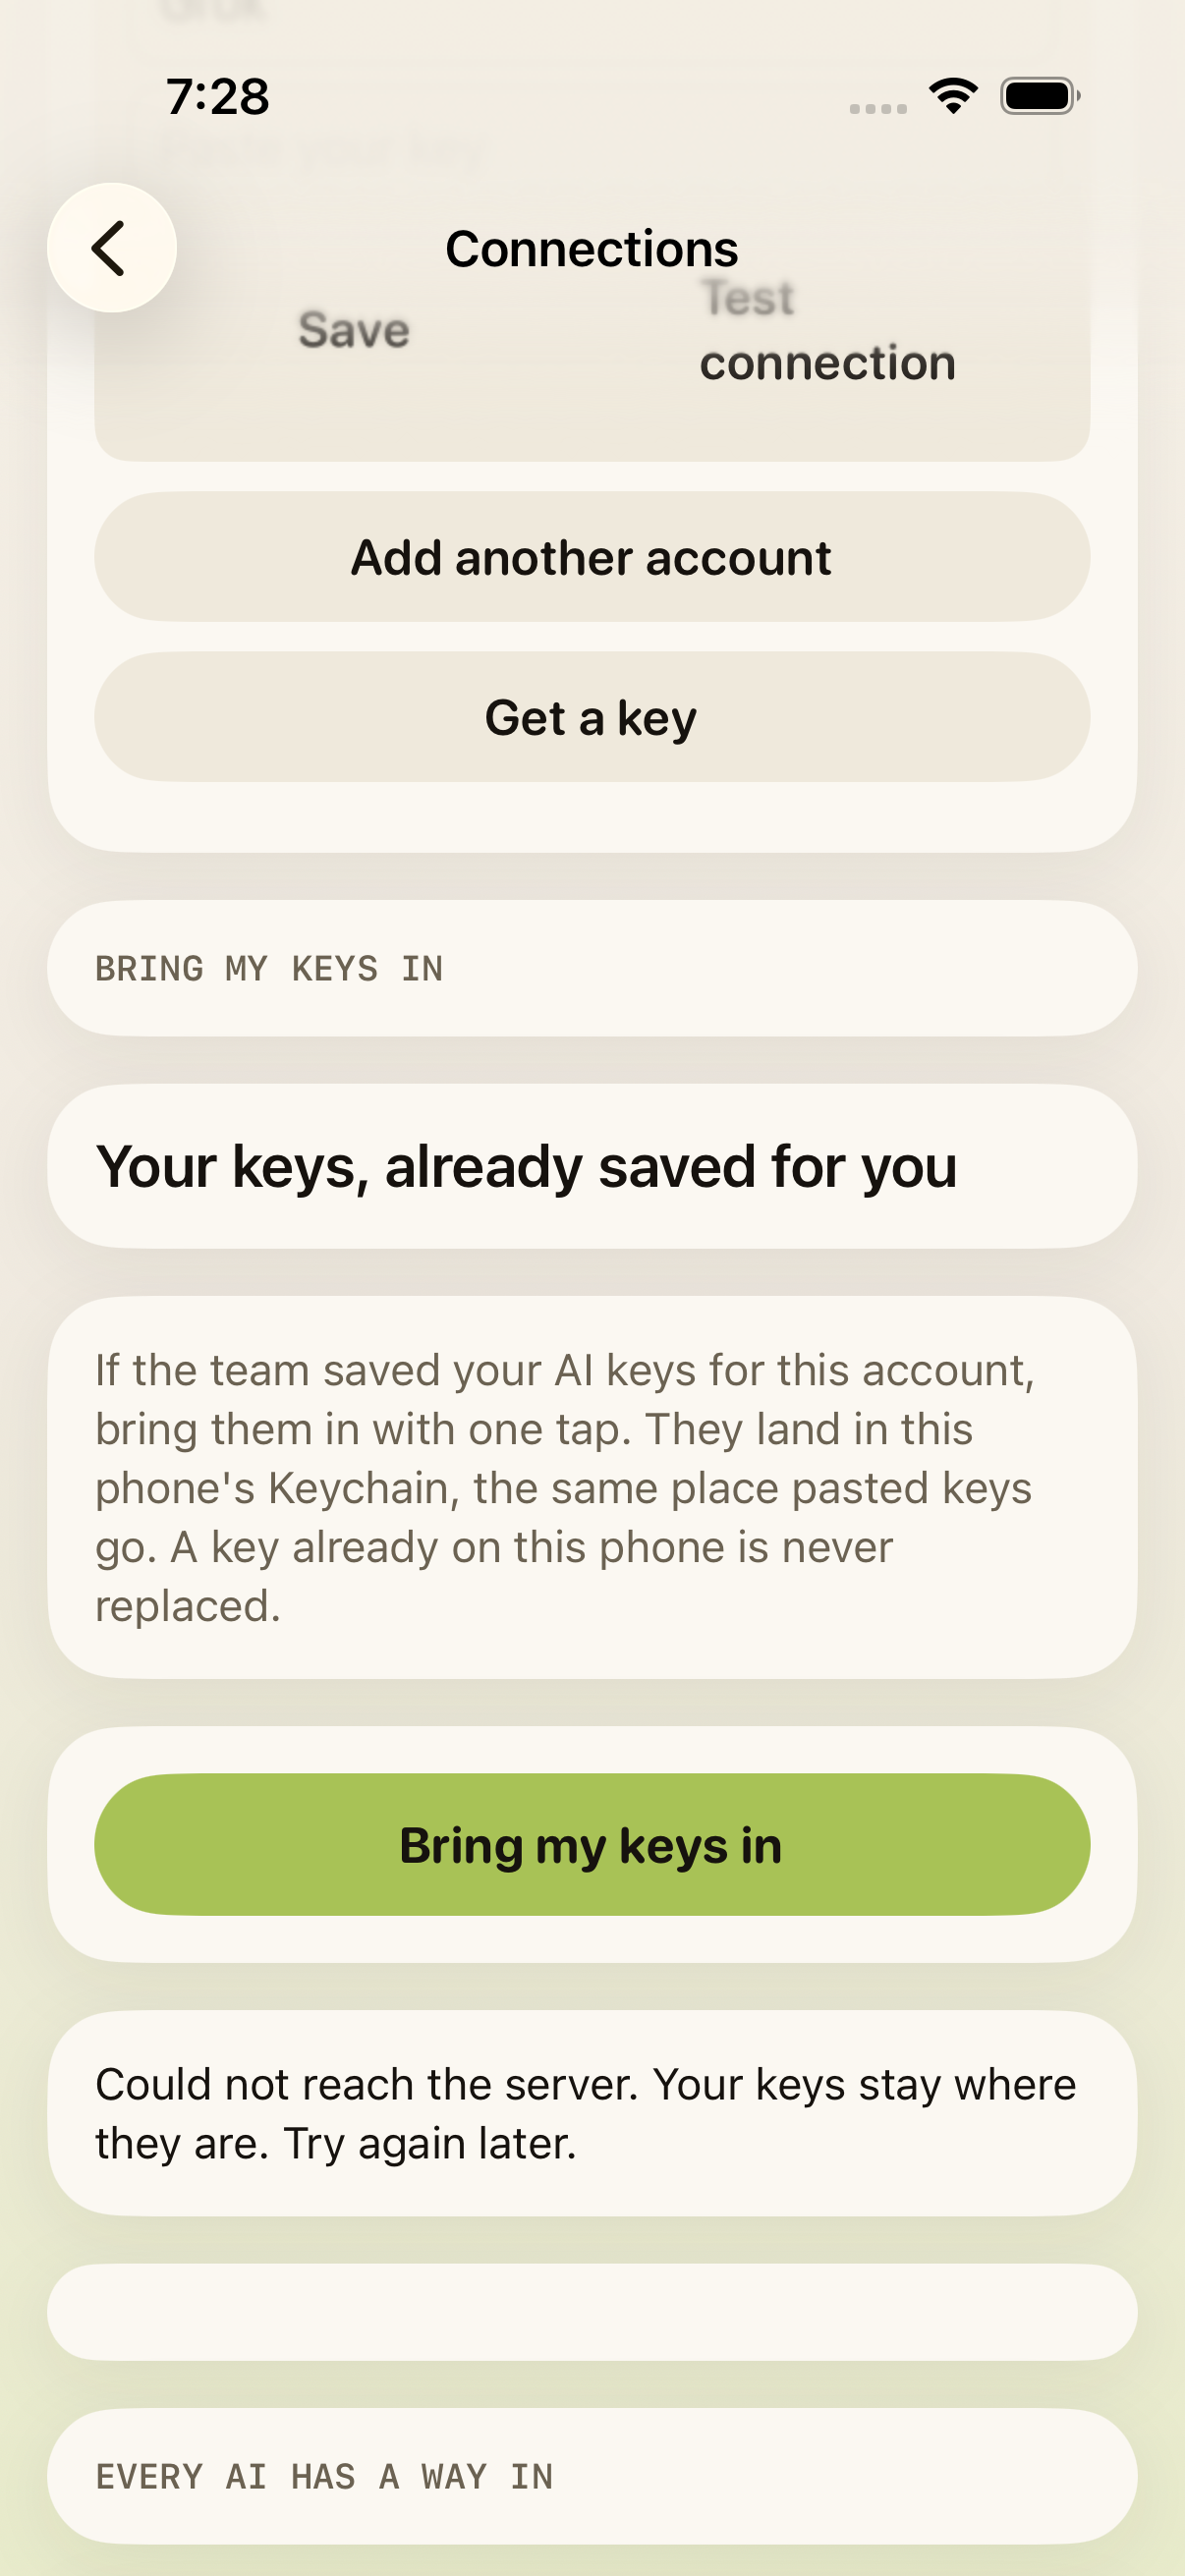 7:28
Connections
Save
Test
connection
Add another account
Get a key
BRING MY KEYS IN
Your keys, already saved for you
If the team saved your AI keys for this account,
bring them in with one tap. They land in this
phone's Keychain, the same place pasted keys
go. A key already on this phone is never
replaced.
Bring my keys in
Could not reach the server. Your keys stay where
they are. Try again later.
EVERY AI HAS A WAY IN